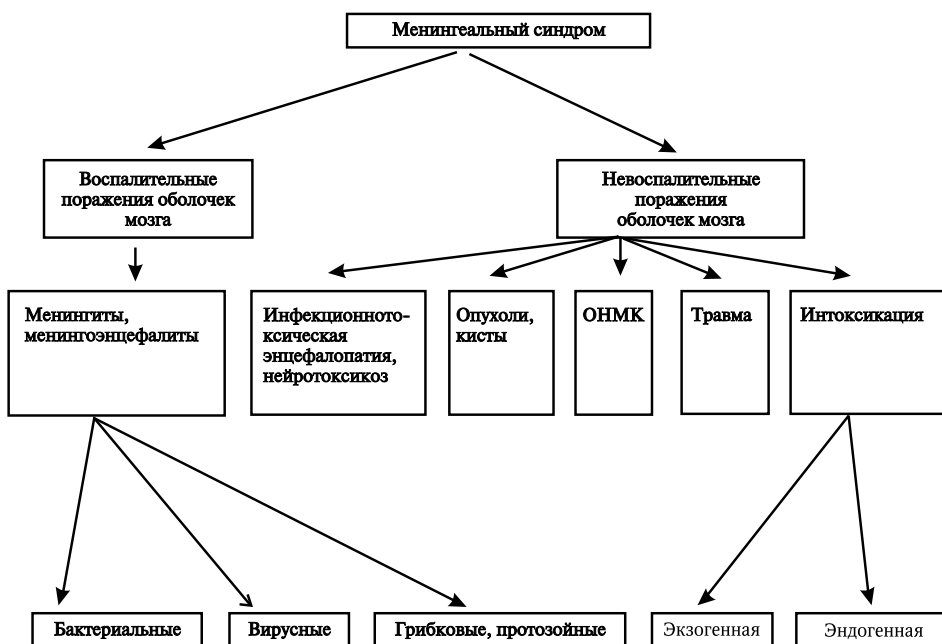 Менингеальный синдром
Воспалительные
поражения оболочек
мозга
Невоспалительные
поражения
оболочек мозга
Менингиты,
менингоэнцефалиты
Инфекционното-
ксическая
энцефалопатия,
нейротоксикоз
Опухоли,
кисты
ОНМК
Травма
Интоксикация
Бактериальные
Вирусные
Грибковые, протозойные
Экзогенная
Эндогенная